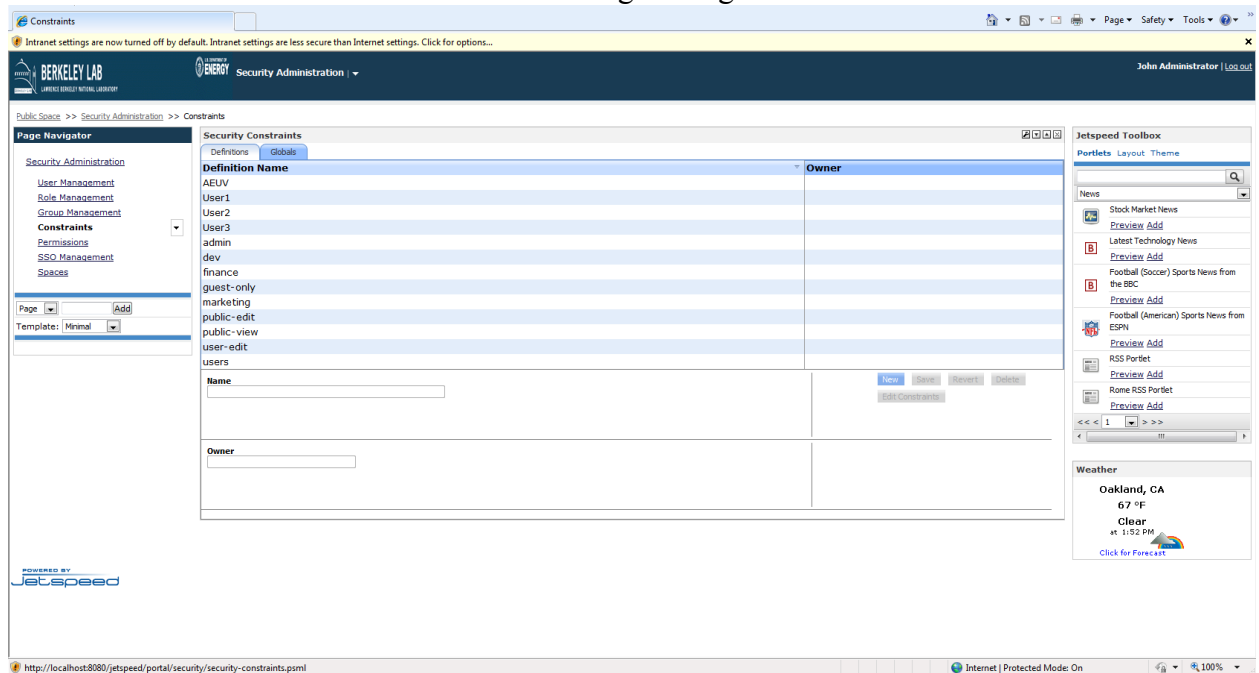 Constraints
Page Safety Tools
Intranet settings are now turned off by default. Intranet settings are less secure than Internet settings. Click for options...
BERKELEY LAB
LAWRENCE BERKELEY NATIONAL LABORATORY
U.S. DEPARTMENT OF
ENERGY
Security Administration |
John Administrator | Log out
Public Space >> Security Administration >> Constraints
Page Navigator
Security Administration
User Management
Role Management
Group Management
Constraints
Permissions
SSO Management
Spaces
Page Add
Template: Minimal
POWERED BY
Jetspeed
Security Constraints
Definitions Globals
Definition Name Owner
AEUV
User1
User2
User3
admin
dev
finance
guest-only
marketing
public-edit
public-view
user-edit
users
Name
New Save Revert Delete
Edit Constraints
Owner
Jetspeed Toolbox
Portlets Layout Theme
News
Stock Market News
Preview Add
Latest Technology News
Preview Add
Football (Soccer) Sports News from
the BBC
Preview Add
Football (American) Sports News from
ESPN
Preview Add
RSS Portlet
Preview Add
Rome RSS Portlet
Preview Add
<< < 1 > >>
Weather
Oakland, CA
67 °F
Clear
at 1:52 PM
Click for Forecast
http://localhost:8080/jetspeed/portal/security/security-constraints.psml
Internet | Protected Mode: On
100%